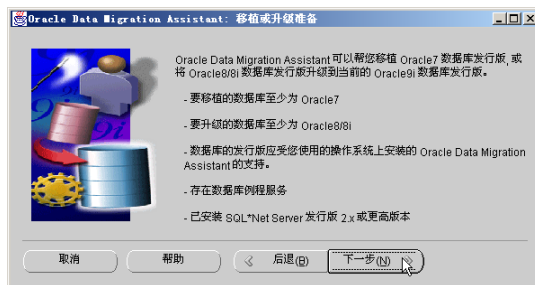 Oracle Data Migration Assistant: 移植或升级准备
Oracle Data Migration Assistant 可以帮您移植 Oracle7 数据库发行版, 或
将 Oracle8/8i 数据库发行版升级到当前的 Oracle9i 数据库发行版。
- 要移植的数据库至少为 Oracle7
- 要升级的数据库至少为 Oracle8/8i
- 数据库的发行版应受您使用的操作系统上安装的 Oracle Data Migration
Assistant 的支持。
- 存在数据库例程服务
- 已安装 SQL*Net Server 发行版 2.x 或更高版本
取消 帮助 后退(B) 下一步(N)